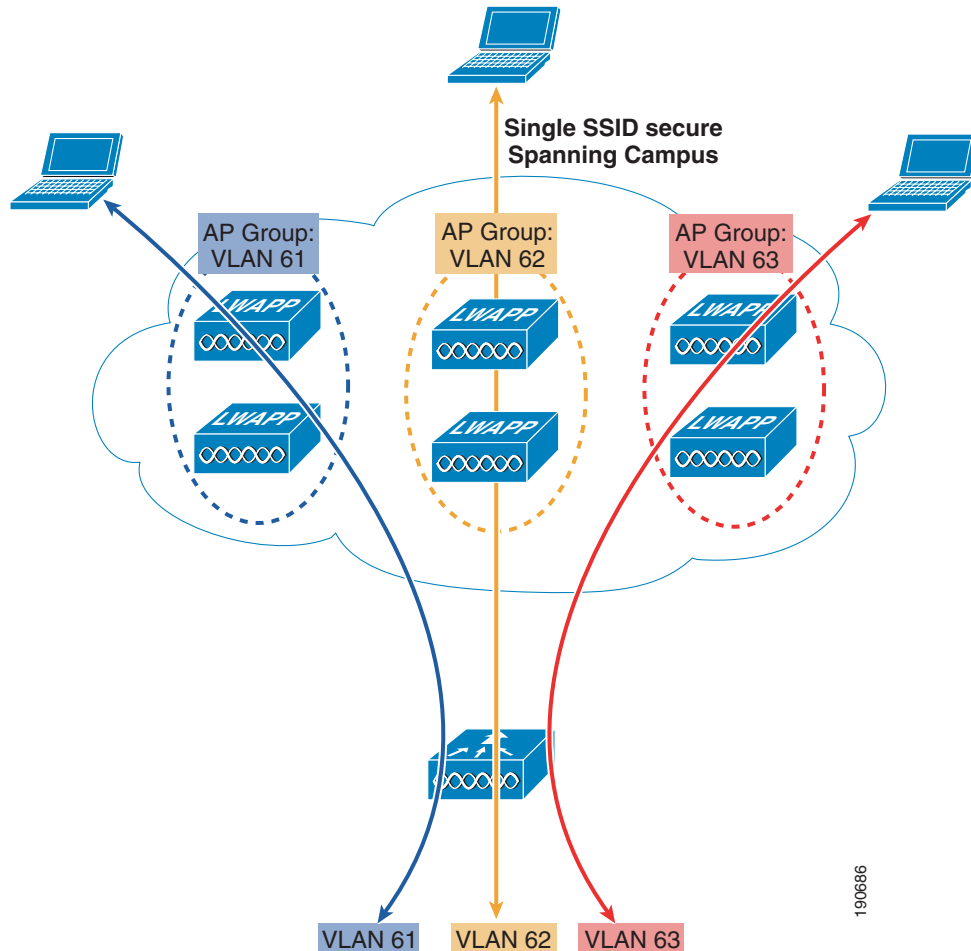 Single SSID secure
Spanning Campus
AP Group:
VLAN 61
AP Group:
VLAN 62
AP Group:
VLAN 63
LWAPP
LWAPP
LWAPP
LWAPP
LWAPP
LWAPP
190686
VLAN 61
VLAN 62
VLAN 63